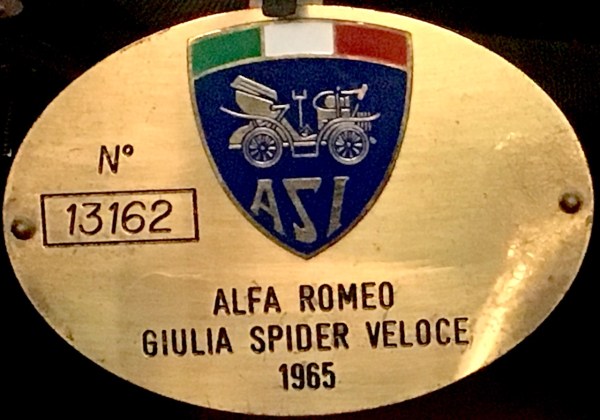 ASI
N°
13162
ALFA ROMEO
GIULIA SPIDER VELOCE
1965